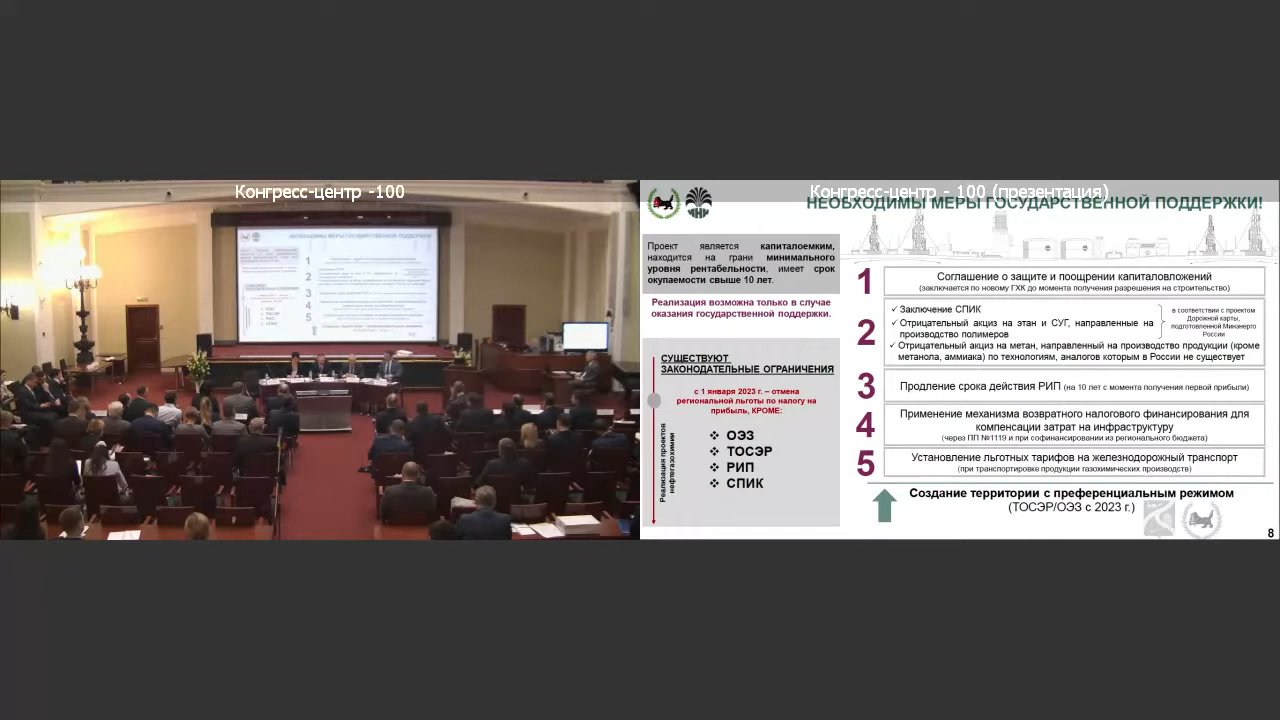 Конгресс-центр -100
Конгресс-центр - 100 (презентация)
НЕОБХОДИМЫ МЕРЫ ГОСУДАРСТВЕННОЙ ПОДДЕРЖКИ!
Проект является капиталоемким,
находится на грани минимального
уровня рентабельности, имеет срок
окупаемости свыше 10 лет.
Реализация возможна только в случае
оказания государственной поддержки.
СУЩЕСТВУЮТ
ЗАКОНОДАТЕЛЬНЫЕ ОГРАНИЧЕНИЯ
с 1 января 2023 г. – отмена
региональной льготы по налогу на
прибыль, КРОМЕ:
❖ ОЭЗ
❖ ТОСЭР
❖ РИП
❖ СПИК
Реализация проектов
нефтегазохимии
1
Соглашение о защите и поощрении капиталовложений
(заключается по новому ГХК до момента получения разрешения на строительство)
2
✓ Заключение СПИК
✓ Отрицательный акциз на этан и СУГ, направленные на
производство полимеров
✓ Отрицательный акциз на метан, направленный на производство продукции (кроме
метанола, аммиака) по технологиям, аналогов которым в России не существует
в соответствии с проектом
Дорожной карты,
подготовленной Минэнерго
России
3
Продление срока действия РИП (на 10 лет с момента получения первой прибыли)
4
Применение механизма возвратного налогового финансирования для
компенсации затрат на инфраструктуру
(через ПП №1119 и при софинансировании из регионального бюджета)
5
Установление льготных тарифов на железнодорожный транспорт
(при транспортировке продукции газохимических производств)
Создание территории с преференциальным режимом
(ТОСЭР/ОЭЗ с 2023 г.)
8